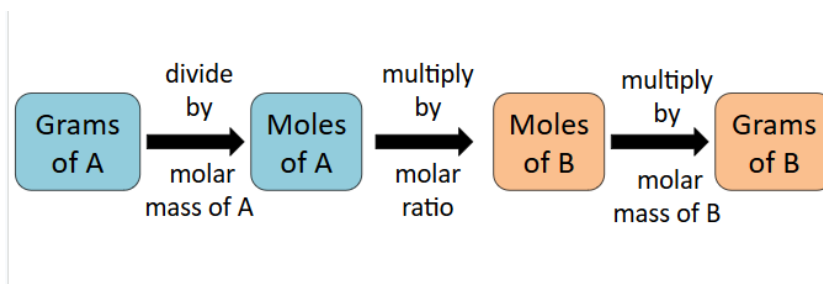 Grams
of A
divide
by
molar
mass of A
Moles
of A
multiply
by
molar
ratio
Moles
of B
multiply
by
molar
mass of B
Grams
of B